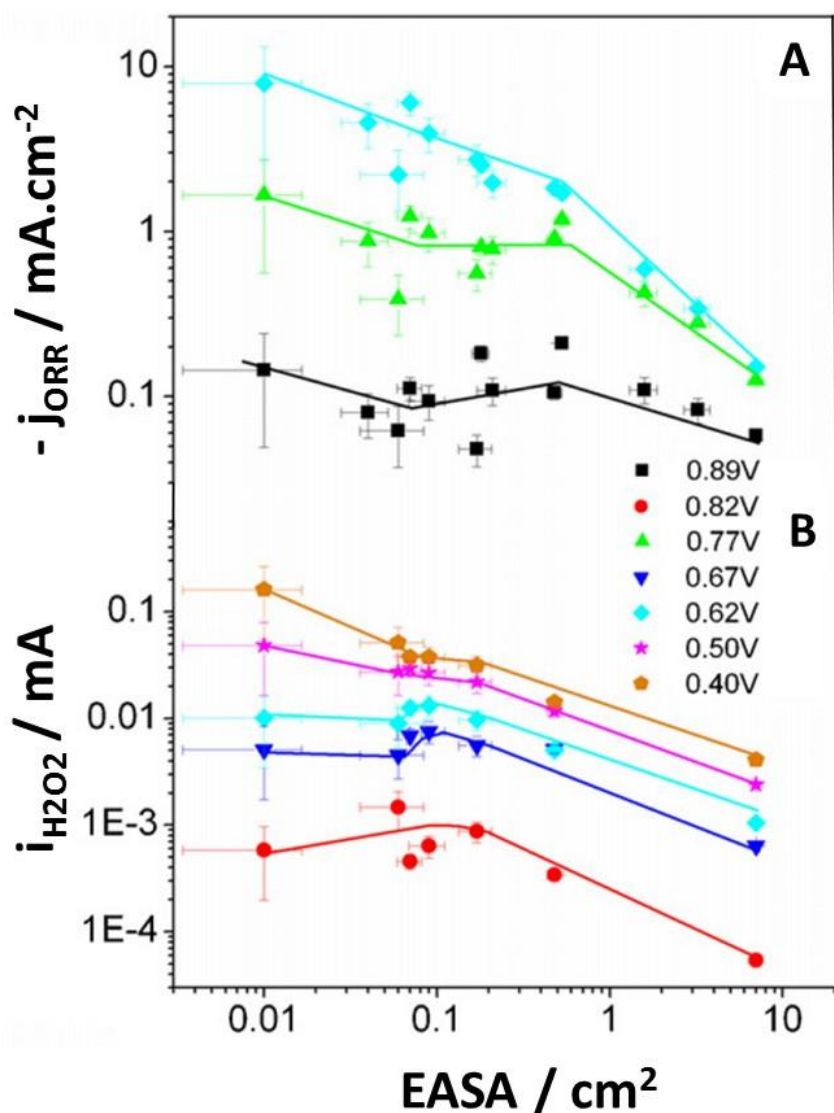 A
10
1
0.1
- jORR / mA.cm-2
0.89V
0.82V
B
0.77V
0.67V
0.62V
0.50V
0.40V
0.1
0.01
1E-3
1E-4
iH2O2 / mA
0.01 0.1 1 10
EASA / cm2